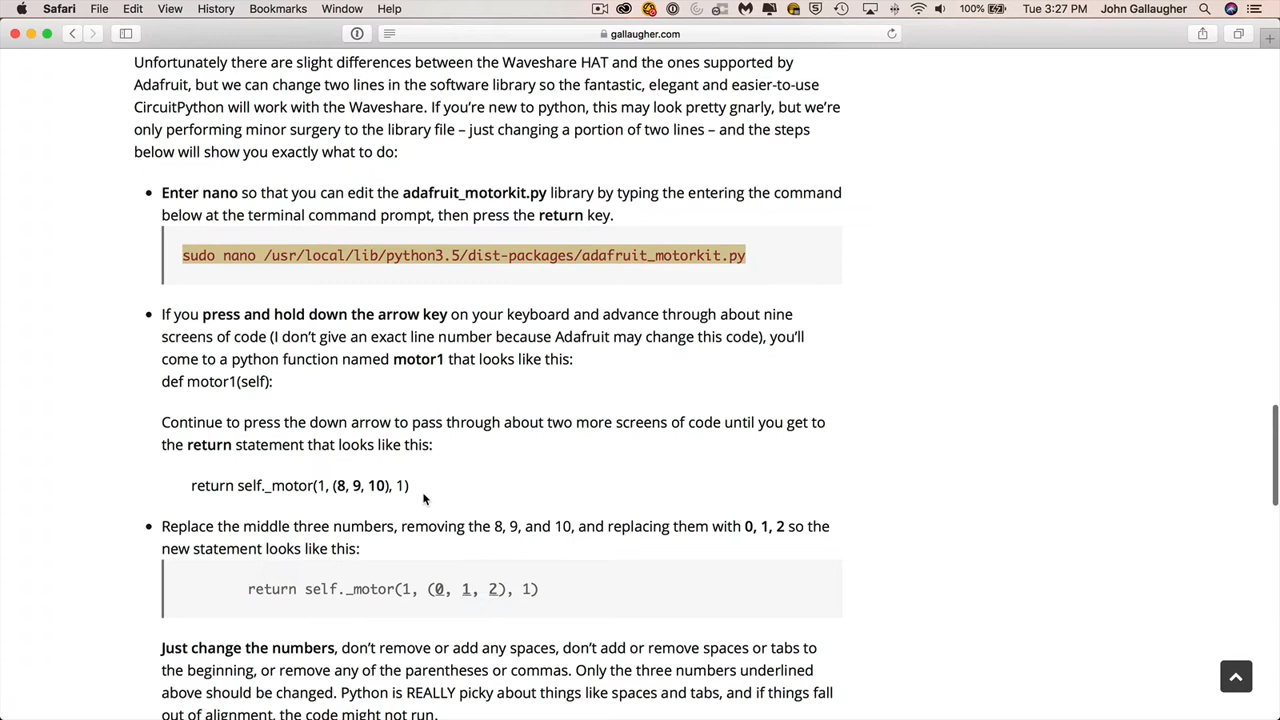 Safari File Edit View History Bookmarks Window Help 100% Tue 3:27 PM John Gallaugher
gallaugher.com
Unfortunately there are slight differences between the Waveshare HAT and the ones supported by
Adafruit, but we can change two lines in the software library so the fantastic, elegant and easier-to-use
CircuitPython will work with the Waveshare. If you're new to python, this may look pretty gnarly, but we're
only performing minor surgery to the library file – just changing a portion of two lines – and the steps
below will show you exactly what to do:
• Enter nano so that you can edit the adafruit_motorkit.py library by typing the entering the command
below at the terminal command prompt, then press the return key.
sudo nano /usr/local/lib/python3.5/dist-packages/adafruit_motorkit.py
• If you press and hold down the arrow key on your keyboard and advance through about nine
screens of code (I don't give an exact line number because Adafruit may change this code), you'll
come to a python function named motor1 that looks like this:
def motor1(self):
Continue to press the down arrow to pass through about two more screens of code until you get to
the return statement that looks like this:
return self._motor(1, (8, 9, 10), 1)
• Replace the middle three numbers, removing the 8, 9, and 10, and replacing them with 0, 1, 2 so the
new statement looks like this:
return self._motor(1, (0, 1, 2), 1)
Just change the numbers, don't remove or add any spaces, don't add or remove spaces or tabs to
the beginning, or remove any of the parentheses or commas. Only the three numbers underlined
above should be changed. Python is REALLY picky about things like spaces and tabs, and if things fall
out of alignment, the code might not run.